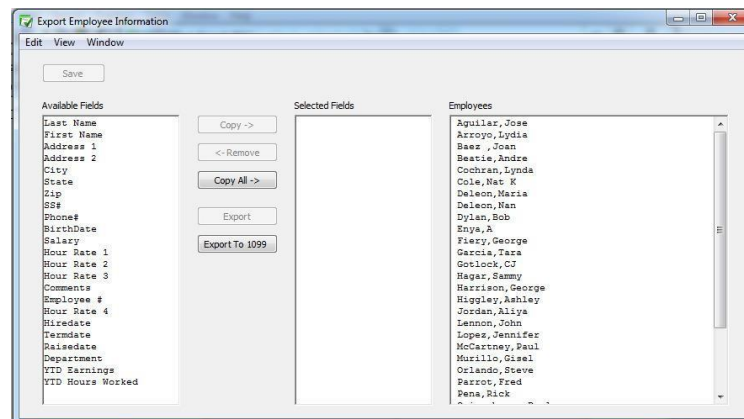 Export Employee Information
Edit View Window
Save
Available Fields
Last Name
First Name
Address 1
Address 2
City
State
Zip
SS#
Phone#
BirthDate
Salary
Hour Rate 1
Hour Rate 2
Hour Rate 3
Comments
Employee #
Hour Rate 4
Hiredate
Termdate
Raisedate
Department
YTD Earnings
YTD Hours Worked
Copy ->
<- Remove
Copy All ->
Export
Export To 1099
Selected Fields
Employees
Aguilar,Jose
Arroyo,Lydia
Baez ,Joan
Beatie,Andre
Cochran,Lynda
Cole,Nat K
Deleon,Maria
Deleon,Nan
Dylan,Bob
Enya,A
Fiery,George
Garcia,Tara
Gotlock,CJ
Hagar,Sammy
Harrison,George
Higgley,Ashley
Jordan,Aliya
Lennon,John
Lopez,Jennifer
McCartney,Paul
Murillo,Gisel
Orlando,Steve
Parrot,Fred
Pena,Rick